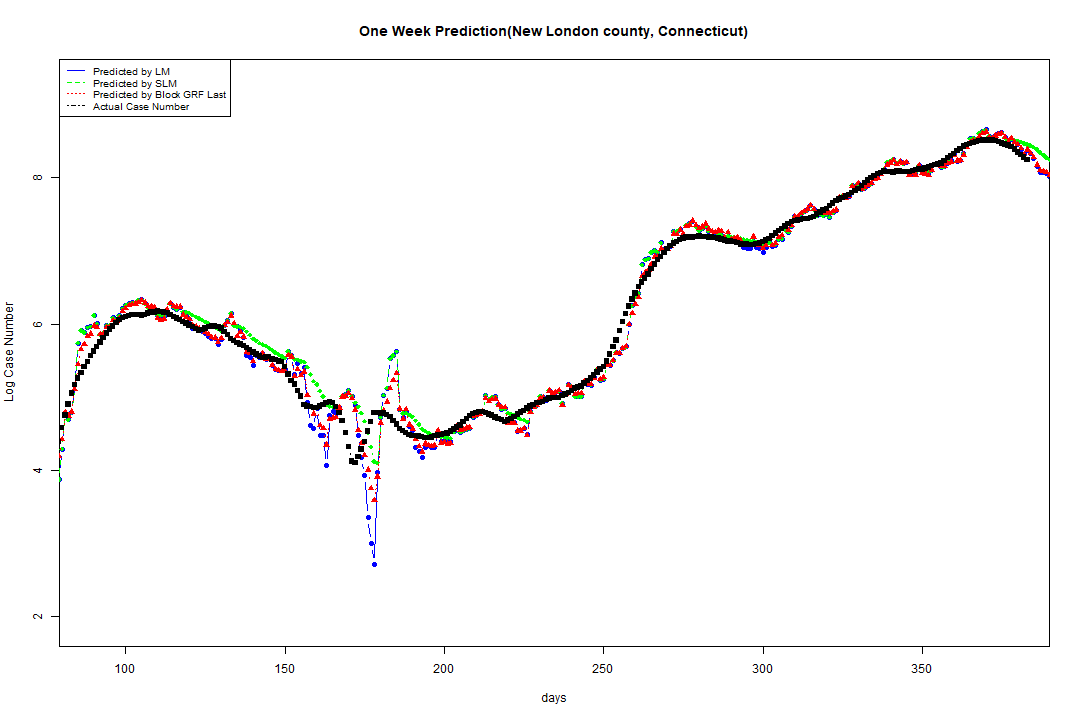 One Week Prediction(New London county, Connecticut)
Predicted by LM
Predicted by SLM
Predicted by Block GRF Last
Actual Case Number
Log Case Number
8
6
4
2
100 150 200 250 300 350
days